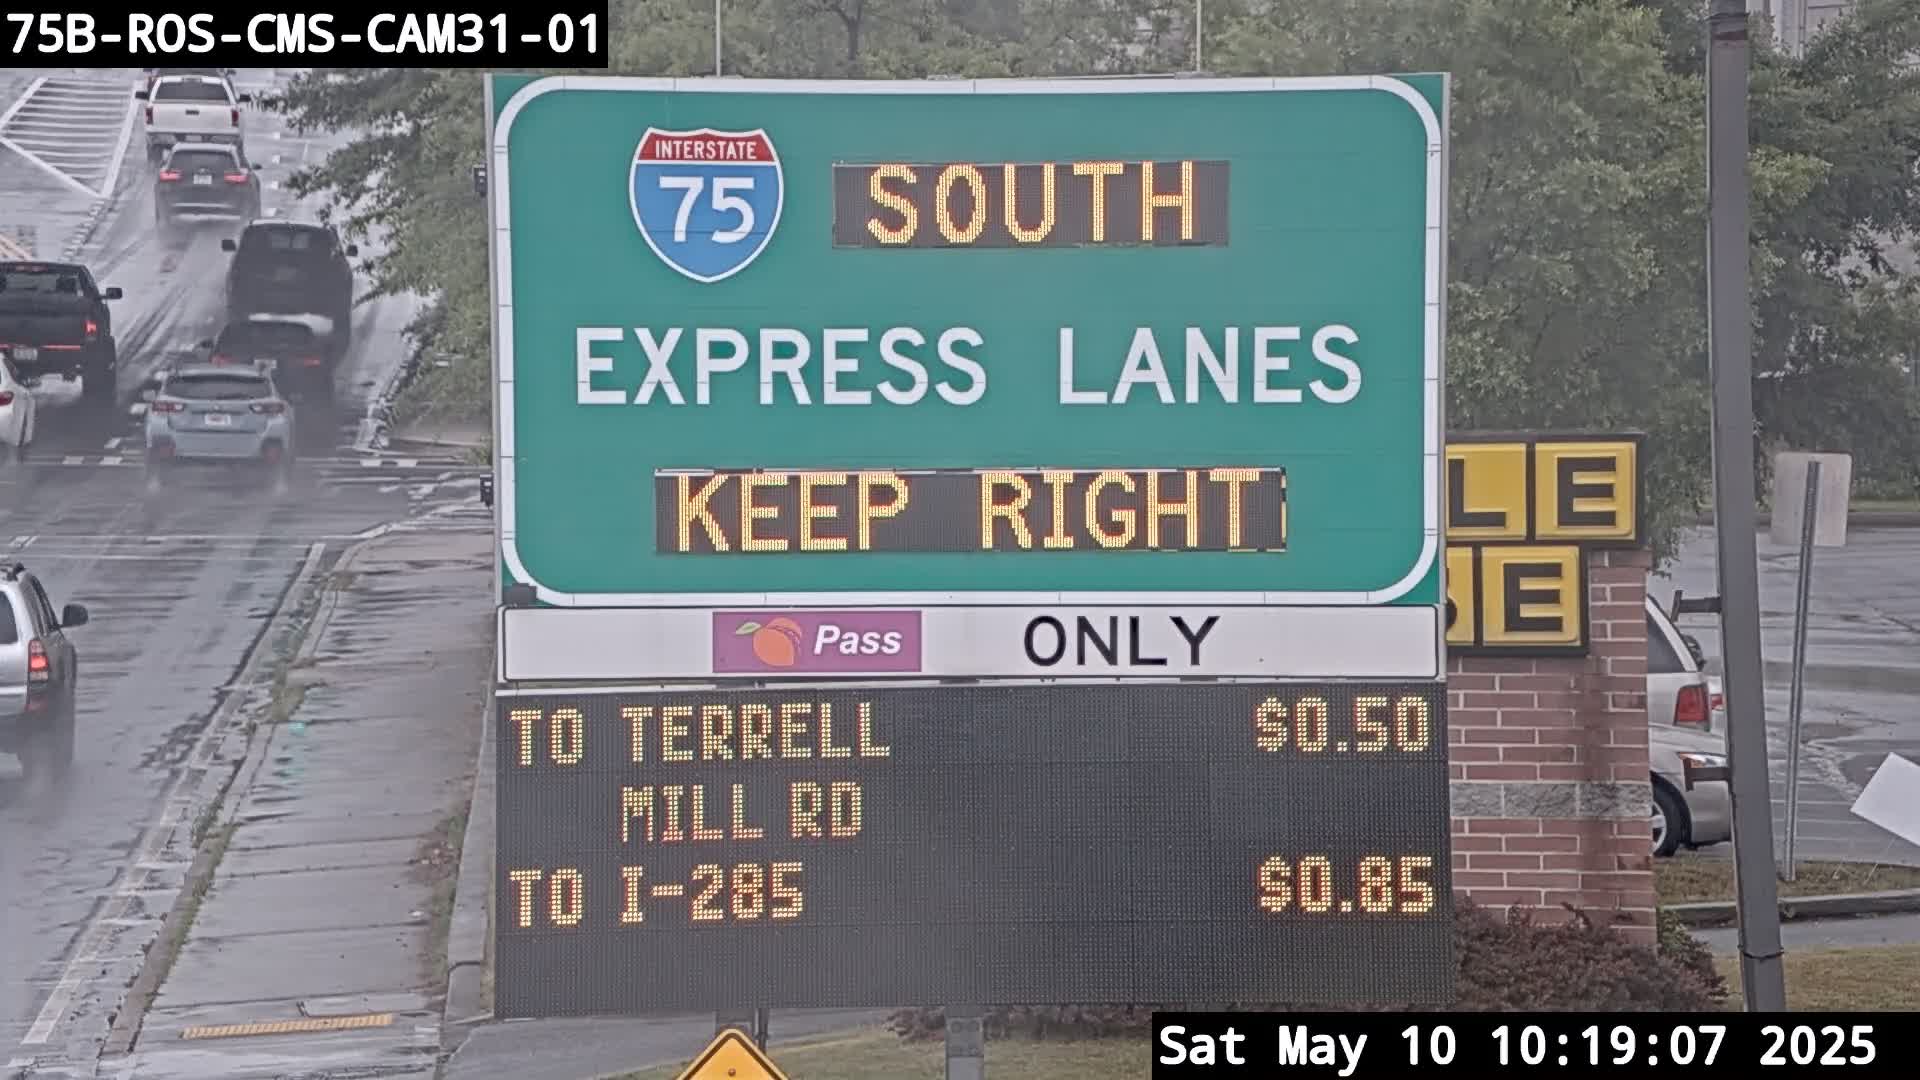 75B-ROS-CMS-CAM31-01
INTERSTATE
75
SOUTH
EXPRESS LANES
KEEP RIGHT
Pass ONLY
TO TERRELL $0.50
MILL RD
TO I-285 $0.85
LE
E
Sat May 10 10:19:07 2025